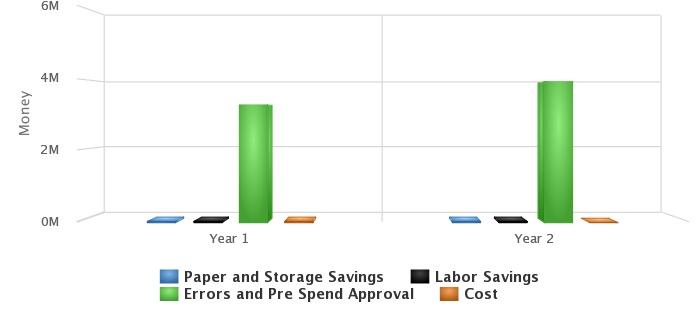 6M
4M
2M
0M
Money
Year 1
Year 2
Paper and Storage Savings
Labor Savings
Errors and Pre Spend Approval
Cost